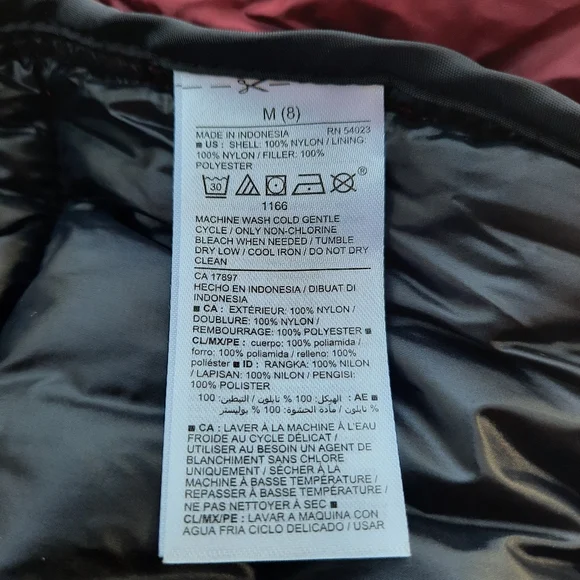 M (8)
MADE IN INDONESIA RN 54023
■ US : SHELL: 100% NYLON / LINING:
100% NYLON / FILLER: 100%
POLYESTER
30 ®
1166
MACHINE WASH COLD GENTLE
CYCLE / ONLY NON-CHLORINE
BLEACH WHEN NEEDED / TUMBLE
DRY LOW / COOL IRON / DO NOT DRY
CLEAN
CA 17897
HECHO EN INDONESIA / DIBUAT DI
INDONESIA
■ CA : EXTÉRIEUR: 100% NYLON /
DOUBLURE: 100% NYLON /
REMBOURRAGE: 100% POLYESTER ■
CL/MX/PE : cuerpo: 100% poliamida /
forro: 100% poliamida / relleno: 100%
poliéster ■ ID : RANGKA: 100% NILON
/ LAPISAN: 100% NILON / PENGISI:
100% POLISTER
■ AE : الهيكل: 100 % نايلون / التبطين: 100
% نايلون / مادة الحشوة: 100 % بوليستر
■ CA : LAVER À LA MACHINE À L'EAU
FROIDE AU CYCLE DÉLICAT /
UTILISER AU BESOIN UN AGENT DE
BLANCHIMENT SANS CHLORE
UNIQUEMENT / SÉCHER À LA
MACHINE À BASSE TEMPÉRATURE /
REPASSER À BASSE TEMPÉRATURE /
NE PAS NETTOYER À SEC ■
CL/MX/PE : LAVAR A MAQUINA CON
AGUA FRIA CICLO DELICADO / USAR